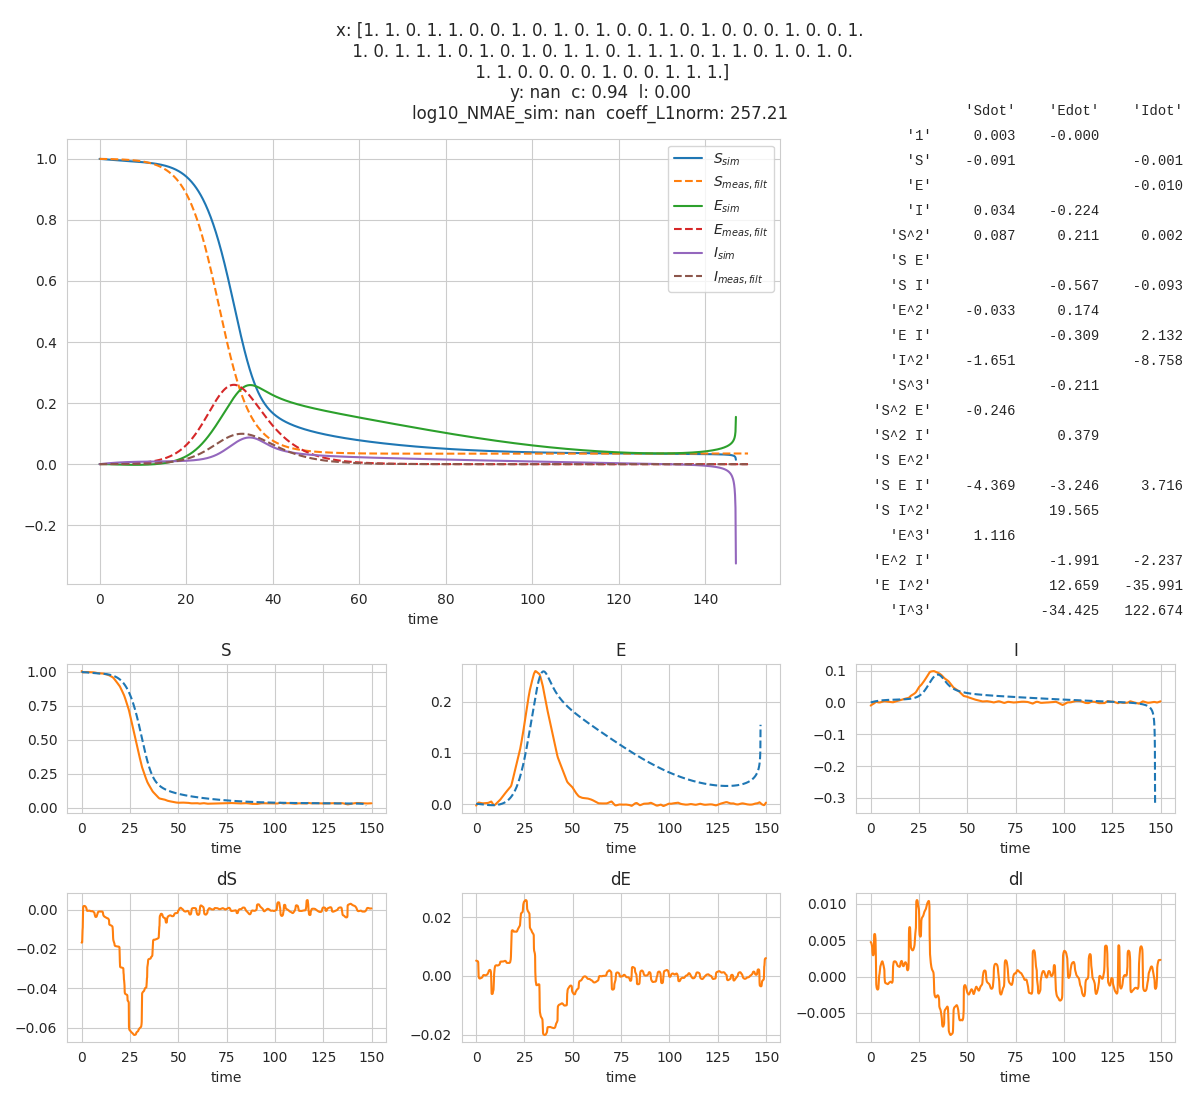 x: [1. 1. 0. 1. 1. 0. 0. 1. 0. 1. 0. 1. 0. 0. 1. 0. 1. 0. 0. 0. 1. 0. 0. 1.
1. 0. 1. 1. 1. 0. 1. 0. 1. 0. 1. 0. 1. 1. 1. 0. 1. 1. 0. 1. 0. 1. 0.
1. 1. 0. 0. 0. 0. 1. 0. 0. 1. 1. 1.]
y: nan  c: 0.94  l: 0.00
log10_NMAE_sim: nan  coeff_L1norm: 257.21
'Sdot' 'Edot' 'Idot'
'1' 0.003 -0.000
'S' -0.091 -0.001
'E' -0.010
'I' 0.034 -0.224
'S^2' 0.087 0.211 0.002
'S E'
'S I' -0.567 -0.093
'E^2' -0.033 0.174
'E I' -0.309 2.132
'I^2' -1.651 -8.758
'S^3' -0.211
'S^2 E' -0.246
'S^2 I' 0.379
'S E^2'
'S E I' -4.369 -3.246 3.716
'S I^2' 19.565
'E^3' 1.116
'E^2 I' -1.991 -2.237
'E I^2' 12.659 -35.991
'I^3' -34.425 122.674
S sim
S meas,filt
E sim
E meas,filt
I sim
I meas,filt
1.0
0.8
0.6
0.4
0.2
0.0
−0.2
0 20 40 60 80 100 120 140
time
S
1.00
0.75
0.50
0.25
0.00
0 25 50 75 100 125 150
time
E
0.2
0.1
0.0
0 25 50 75 100 125 150
time
I
0.1
0.0
−0.1
−0.2
−0.3
0 25 50 75 100 125 150
time
dS
0.00
−0.02
−0.04
−0.06
0 25 50 75 100 125 150
time
dE
0.02
0.00
−0.02
0 25 50 75 100 125 150
time
dI
0.010
0.005
0.000
−0.005
0 25 50 75 100 125 150
time